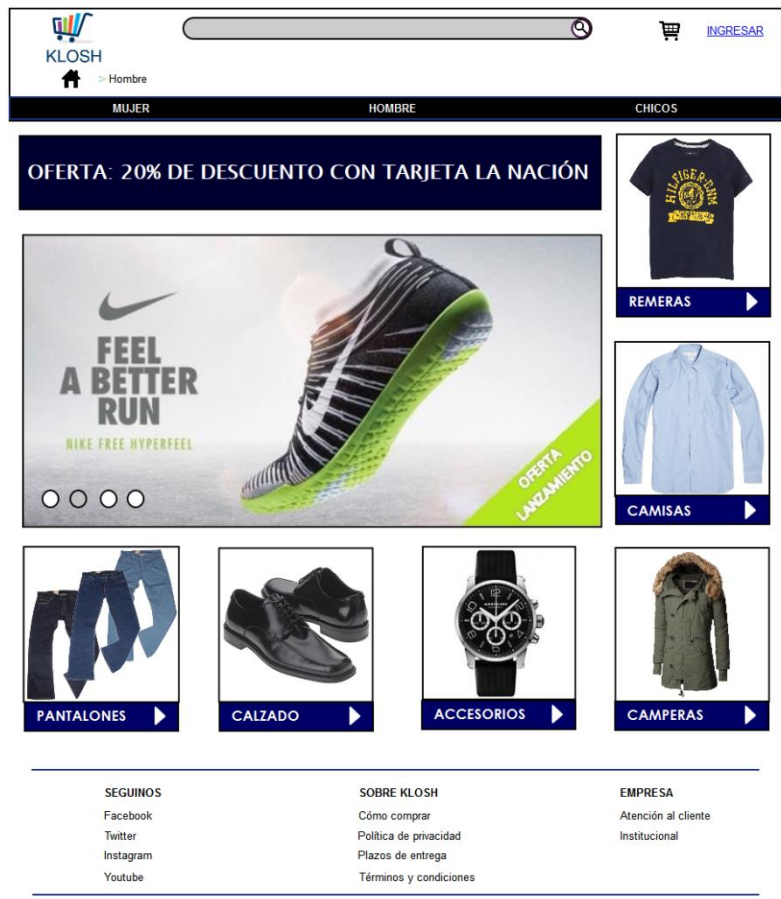 KLOSH
INGRESAR
> Hombre
MUJER
HOMBRE
CHICOS
OFERTA: 20% DE DESCUENTO CON TARJETA LA NACIÓN
HILFIGER·DNM
REMERAS
FEEL
A BETTER
RUN
NIKE FREE HYPERFEEL
OFERTA
LANZAMIENTO
CAMISAS
PANTALONES
CALZADO
ACCESORIOS
CAMPERAS
SEGUINOS
Facebook
Twitter
Instagram
Youtube
SOBRE KLOSH
Cómo comprar
Política de privacidad
Plazos de entrega
Términos y condiciones
EMPRESA
Atención al cliente
Institucional